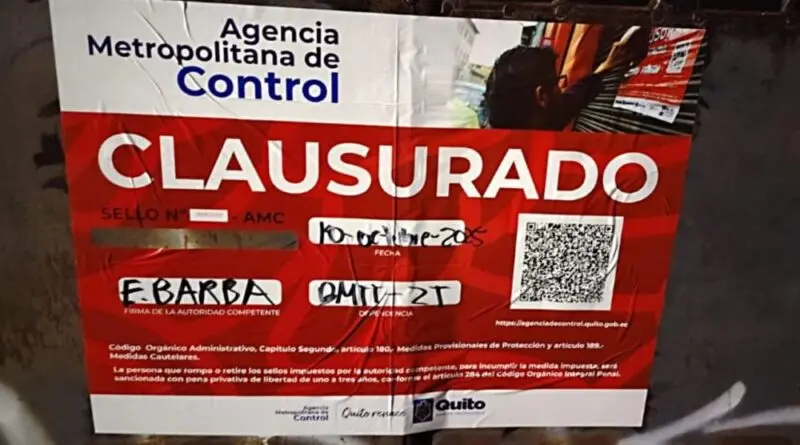 Agencia
Metropolitana de
Control
CLAUSURADO
SELLO N° - AMC
10-octubre-2025
FECHA
F. BARBA
FIRMA DE LA AUTORIDAD COMPETENTE
DEPENDENCIA
https://agenciadecontrol.quito.gob.ec
Código Orgánico Administrativo, Capítulo Segundo, artículo 180,- Medidas Provisionales de Protección y artículo 189.-
Medidas Cautelares.
La persona que rompa o retire los sellos impuestos por la autoridad competente, para incumplir la medida impuesta, será
sancionada con pena privativa de libertad de uno a tres años, conforme el artículo 284 del Código Orgánico Integral Penal.
Agencia
Metropolitana de
Control
Quito renace
Quito